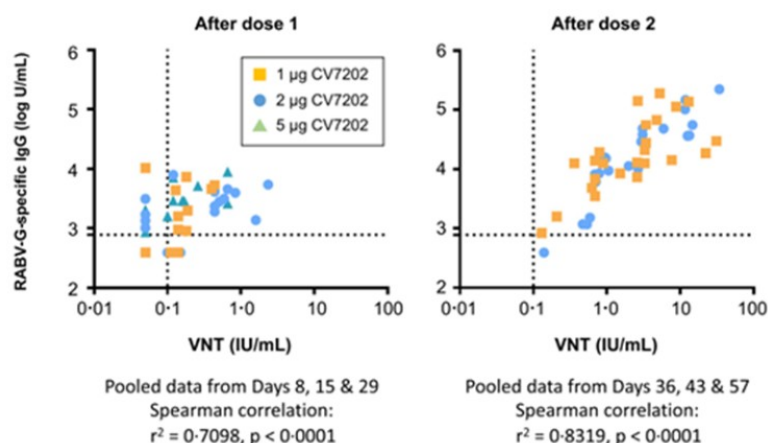 After dose 1
After dose 2
RABV-G-specific IgG (log U/mL)
6
5
4
3
2
1 µg CV7202
2 µg CV7202
5 µg CV7202
0·01 0·1 1·0 10 100
VNT (IU/mL)
Pooled data from Days 8, 15 & 29
Spearman correlation:
r² = 0·7098, p < 0·0001
6
5
4
3
2
0·01 0·1 1·0 10 100
VNT (IU/mL)
Pooled data from Days 36, 43 & 57
Spearman correlation:
r² = 0·8319, p < 0·0001